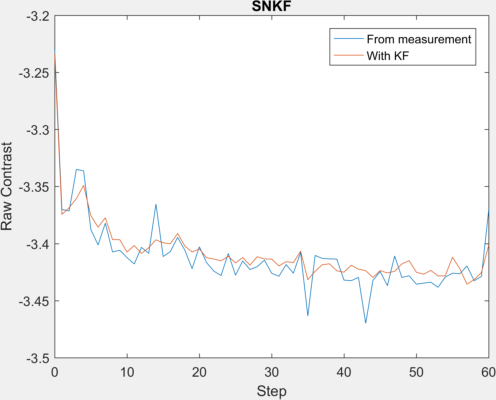 SNKF
-3.2
-3.25
-3.3
-3.35
-3.4
-3.45
-3.5
Raw Contrast
From measurement
With KF
0 10 20 30 40 50 60
Step